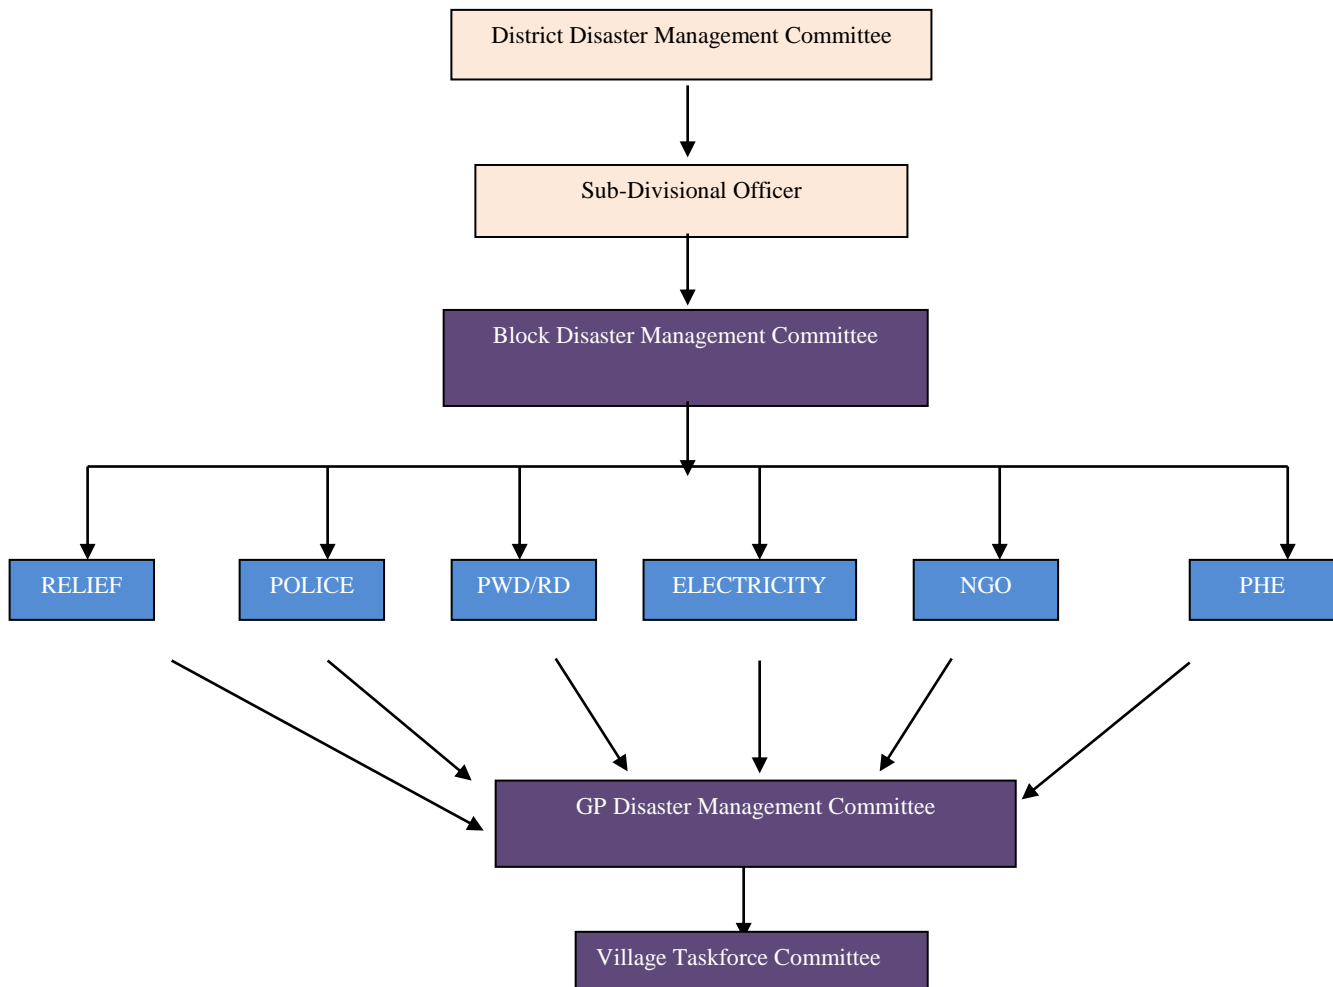 District Disaster Management Committee
Sub-Divisional Officer
Block Disaster Management Committee
RELIEF
POLICE
PWD/RD
ELECTRICITY
NGO
PHE
GP Disaster Management Committee
Village Taskforce Committee